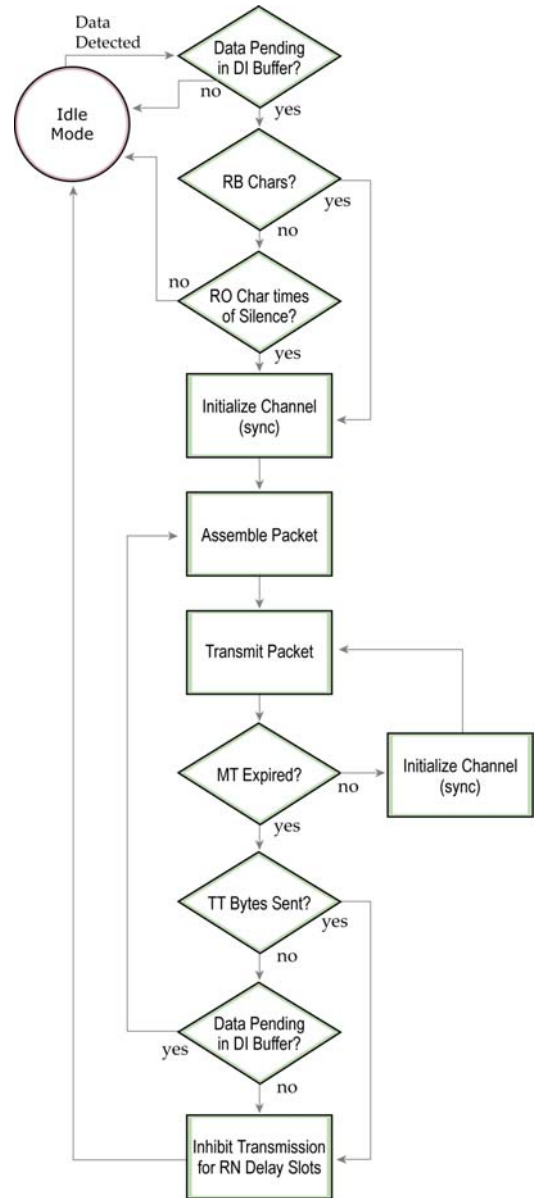 Data
Detected
Data Pending
in DI Buffer?
no
yes
Idle
Mode
RB Chars?
yes
no
no
RO Char times
of Silence?
yes
Initialize Channel
(sync)
Assemble Packet
Transmit Packet
MT Expired?
no
Initialize Channel
(sync)
yes
TT Bytes Sent?
yes
no
Data Pending
in DI Buffer?
yes
no
Inhibit Transmission
for RN Delay Slots